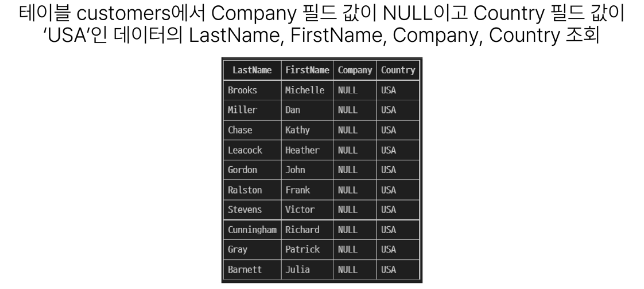 테이블 customers에서 Company 필드 값이 NULL이고 Country 필드 값이
‘USA’인 데이터의 LastName, FirstName, Company, Country 조회
LastName FirstName Company Country
Brooks Michelle NULL USA
Miller Dan NULL USA
Chase Kathy NULL USA
Leacock Heather NULL USA
Gordon John NULL USA
Ralston Frank NULL USA
Stevens Victor NULL USA
Cunningham Richard NULL USA
Gray Patrick NULL USA
Barnett Julia NULL USA